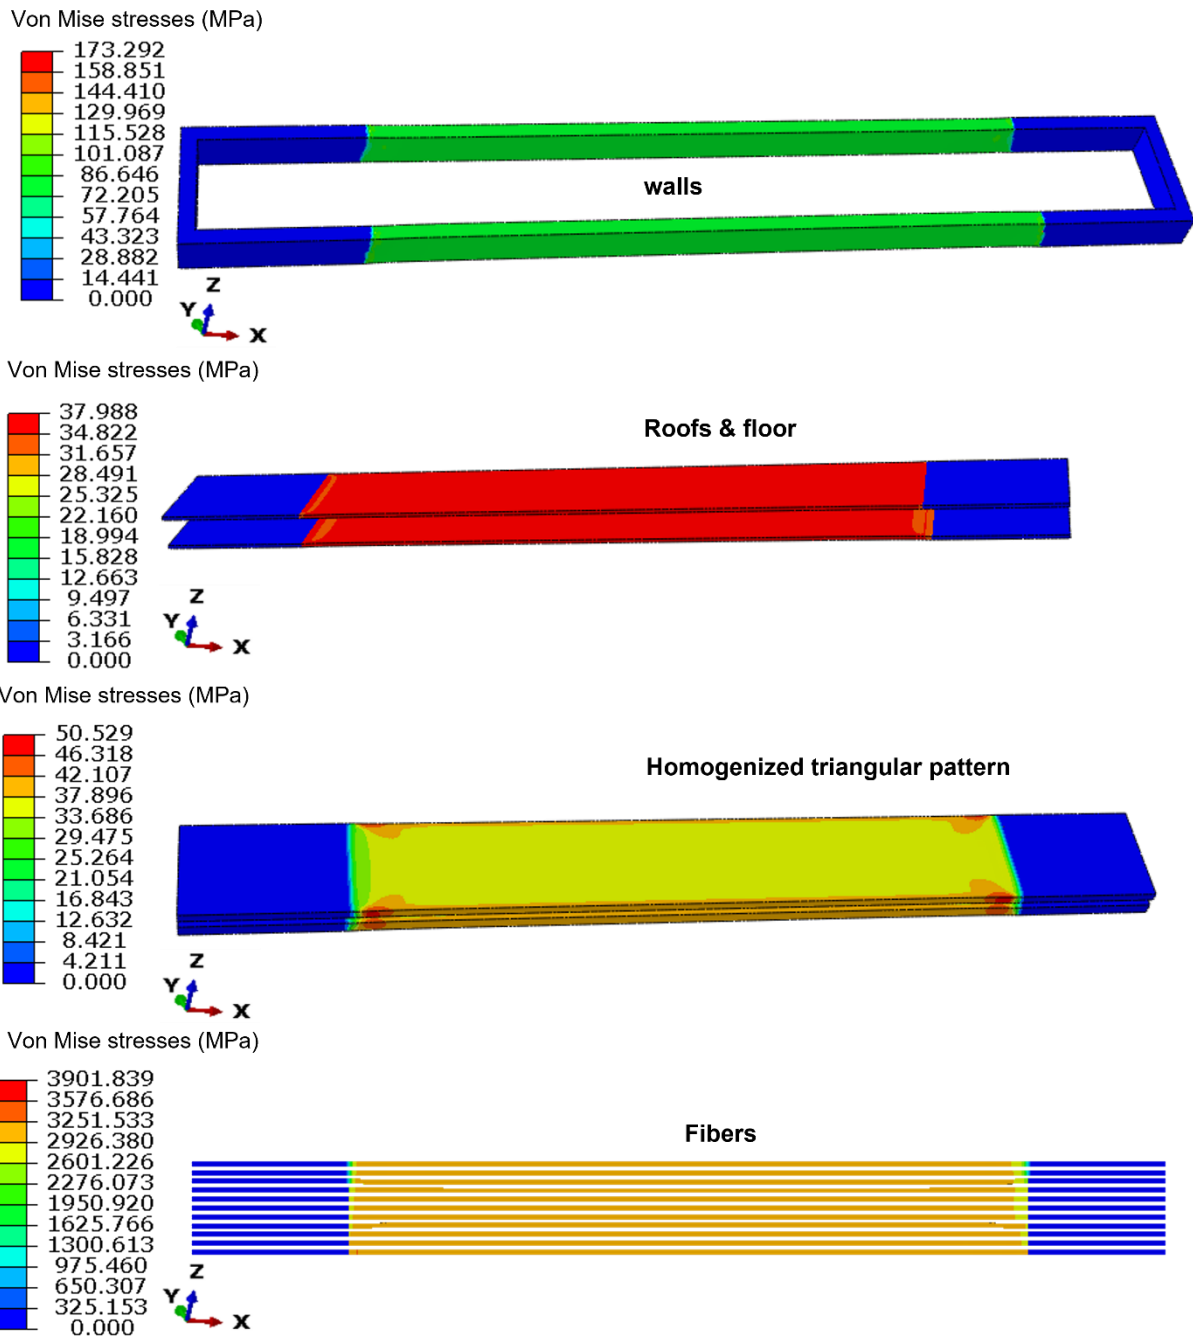 Von Mise stresses (MPa)
173.292
158.851
144.410
129.969
115.528
101.087
86.646
72.205
57.764
43.323
28.882
14.441
0.000
walls
Z
Y
X
Von Mise stresses (MPa)
37.988
34.822
31.657
28.491
25.325
22.160
18.994
15.828
12.663
9.497
6.331
3.166
0.000
Roofs & floor
Z
Y
X
Von Mise stresses (MPa)
50.529
46.318
42.107
37.896
33.686
29.475
25.264
21.054
16.843
12.632
8.421
4.211
0.000
Homogenized triangular pattern
Z
Y
X
Von Mise stresses (MPa)
3901.839
3576.686
3251.533
2926.380
2601.226
2276.073
1950.920
1625.766
1300.613
975.460
650.307
325.153
0.000
Fibers
Z
Y
X